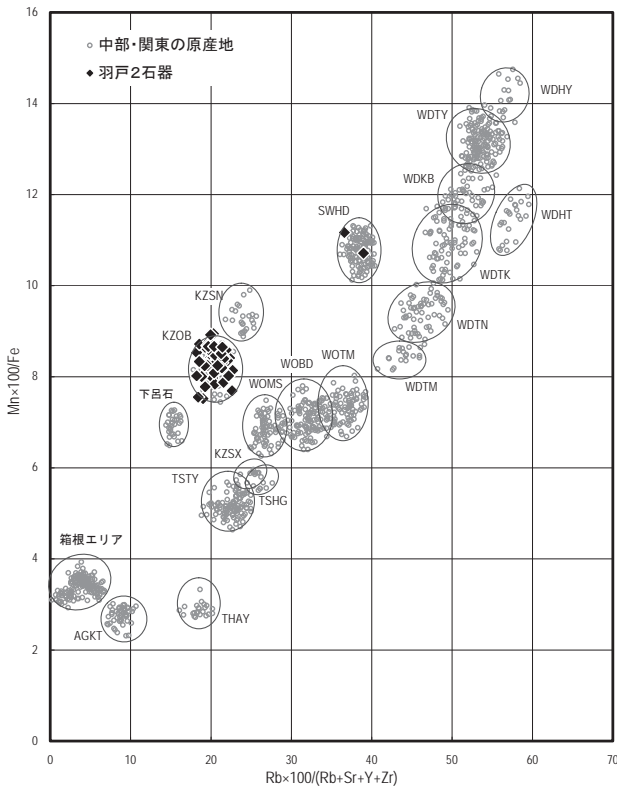 16
中部・関東の原産地
羽戸２石器
WDHY
14
WDTY
WDKB
12
SWHD
WDHT
WDTK
10
KZSN
WDTN
KZOB
8
WDTM
WOTM
WOBD
下呂石
WOMS
KZSX
6
TSTY
TSHG
箱根エリア
4
THAY
AGKT
2
0
0 10 20 30 40 50 60 70
Mn×100/Fe
Rb×100/(Rb+Sr+Y+Zr)